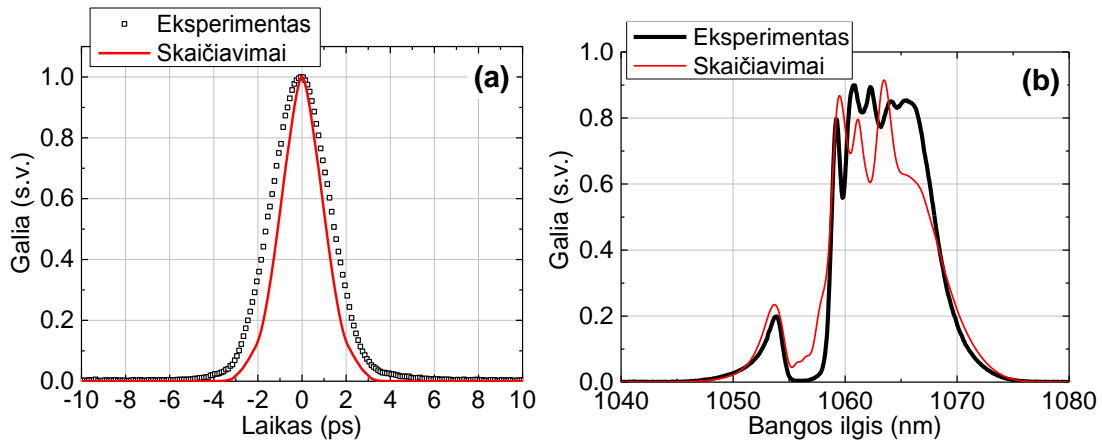 Eksperimentas
Skaičiavimai
(a)
1.0
0.8
0.6
0.4
0.2
0.0
Galia (s.v.)
-10 -8 -6 -4 -2 0 2 4 6 8 10
Laikas (ps)
Eksperimentas
Skaičiavimai
(b)
1.0
0.8
0.6
0.4
0.2
0.0
Galia (s.v.)
1040 1050 1060 1070 1080
Bangos ilgis (nm)